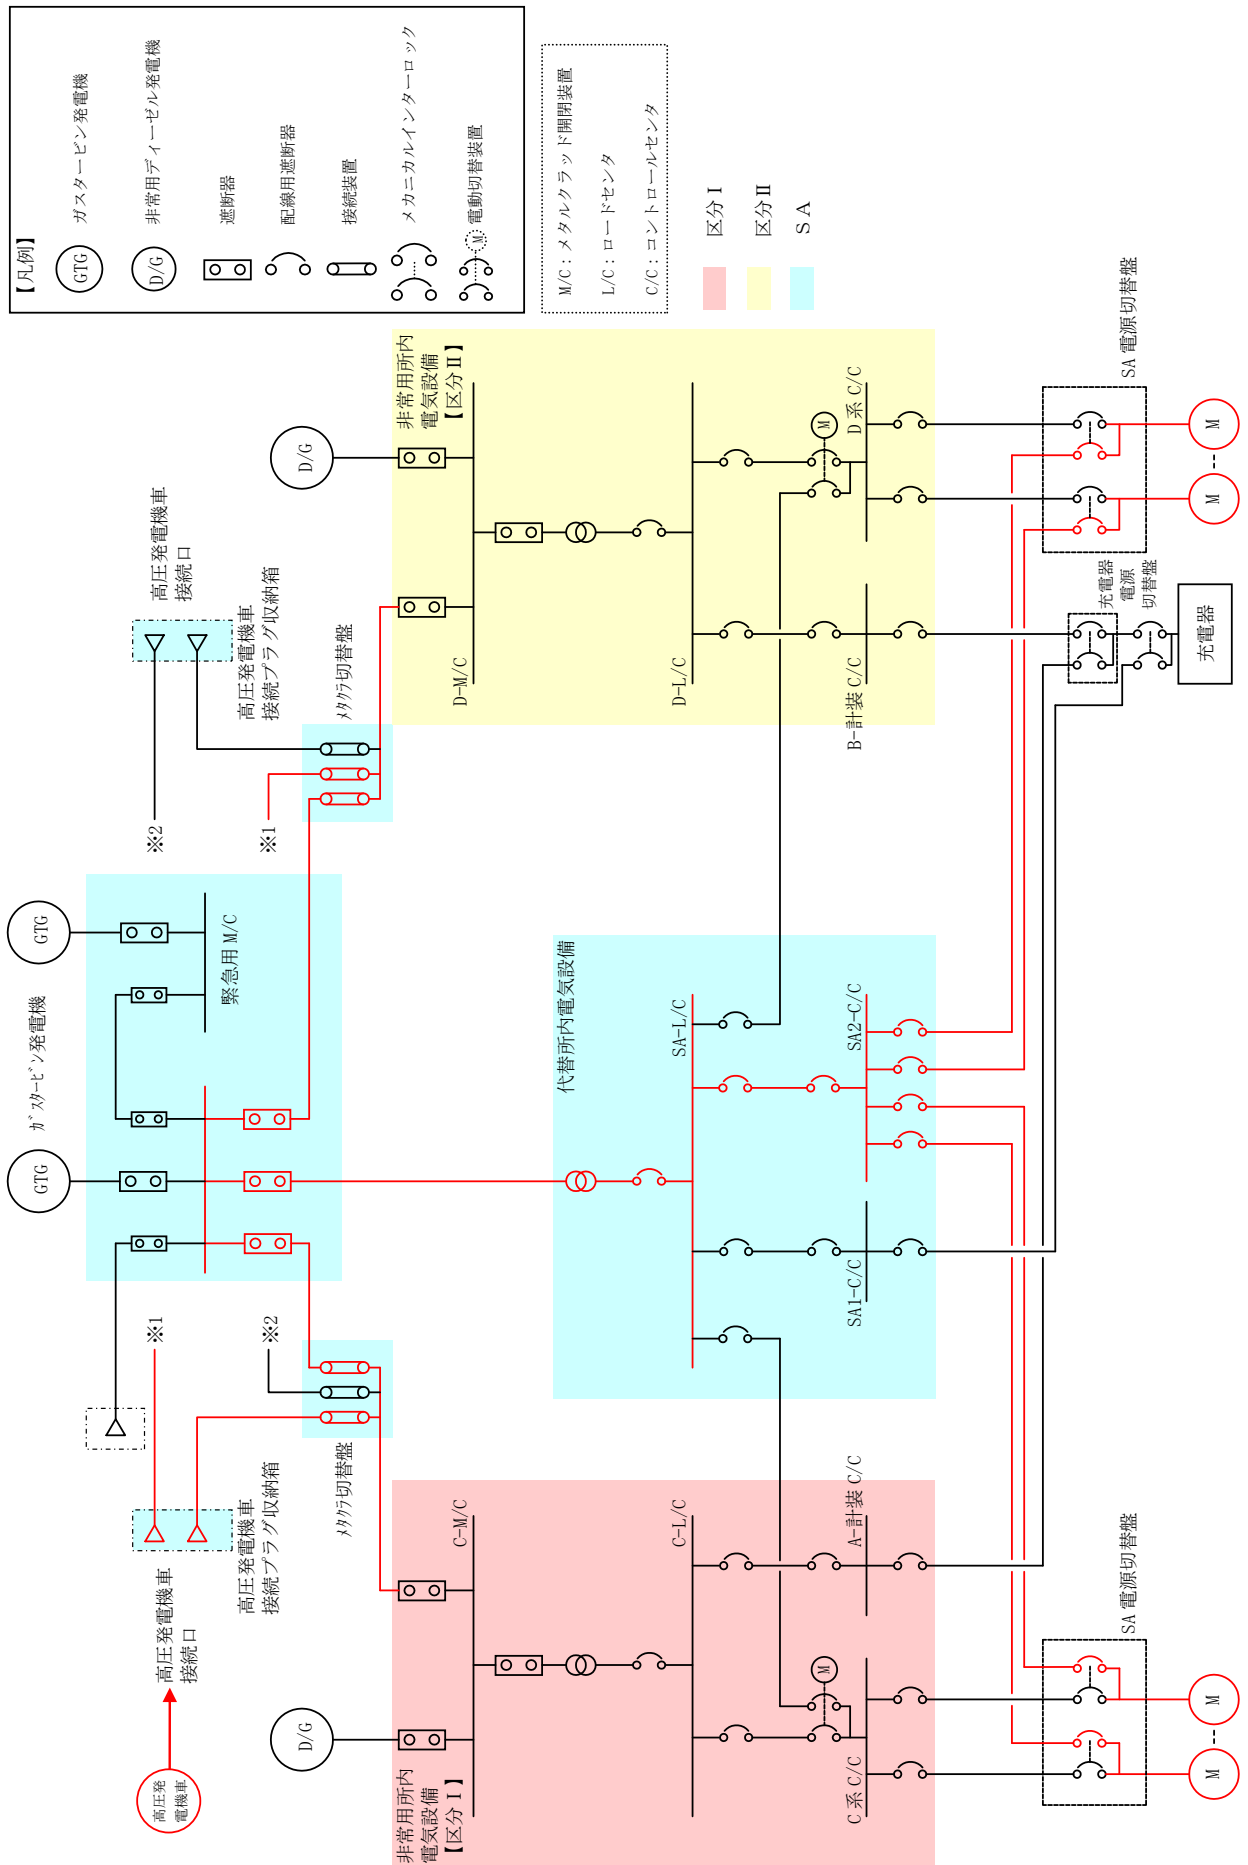 高圧発
電機車
高圧発電機車
接続口
高圧発電機車
接続プラグ収納箱
※1
※2
ﾒﾀｸﾗ切替盤
GTG
ｶﾞｽﾀｰﾋﾞﾝ発電機
GTG
緊急用 M/C
※2
※1
高圧発電機車
接続口
高圧発電機車
接続プラグ収納箱
ﾒﾀｸﾗ切替盤
D/G
非常用所内
電気設備
【区分Ⅰ】
C-M/C
C-L/C
M
C 系 C/C
A-計装 C/C
代替所内電気設備
SA-L/C
SA1-C/C
SA2-C/C
D/G
非常用所内
電気設備
【区分Ⅱ】
D-M/C
D-L/C
M
B-計装 C/C
D 系 C/C
SA 電源切替盤
M
M
充電器
電源
切替盤
充電器
SA 電源切替盤
M
M
【凡例】
GTG
ガスタービン発電機
D/G
非常用ディーゼル発電機
遮断器
配線用遮断器
接続装置
メカニカルインターロック
M
電動切替装置
M/C：メタルクラッド開閉装置
L/C：ロードセンタ
C/C：コントロールセンタ
区分Ⅰ
区分Ⅱ
ＳＡ